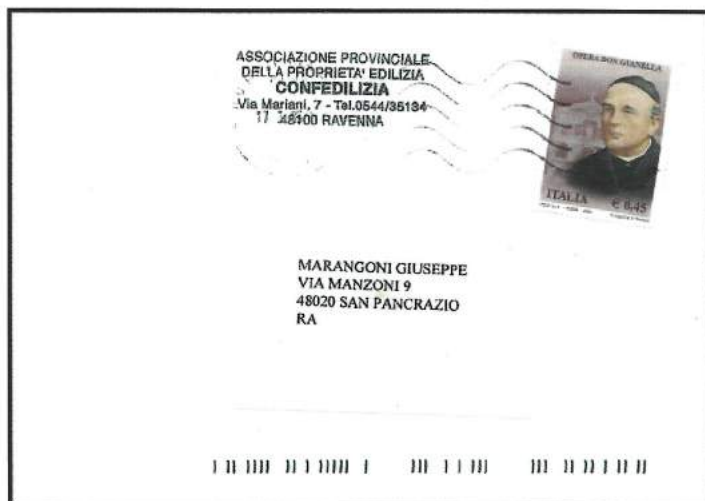 ASSOCIAZIONE PROVINCIALE
DELLA PROPRIETA' EDILIZIA
CONFEDILIZIA
Via Mariani, 7 - Tel.0544/35134
48100 RAVENNA
17
OPERA DON GUANELLA
ITALIA
€ 0,45
MARANGONI GIUSEPPE
VIA MANZONI 9
48020 SAN PANCRAZIO
RA